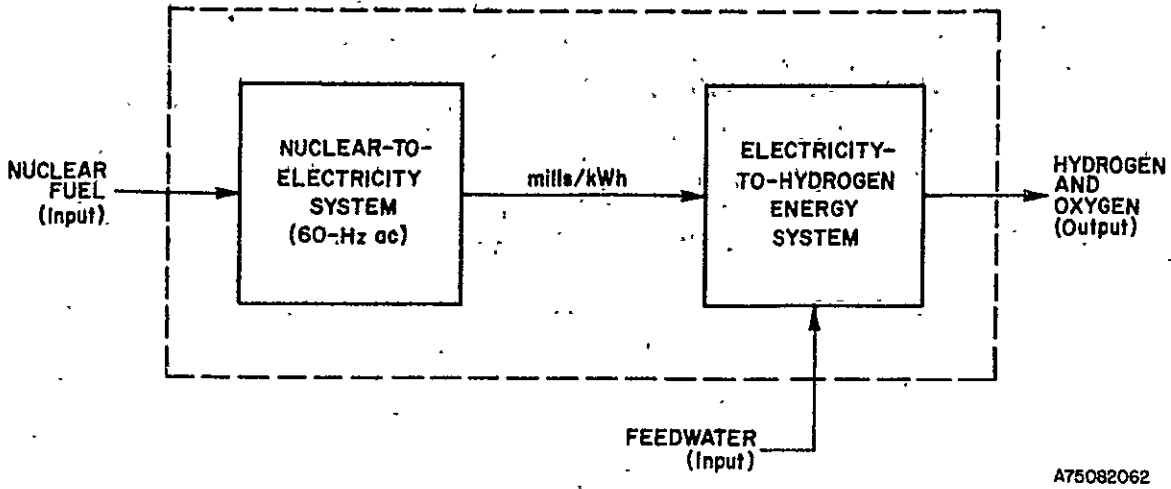 NUCLEAR
FUEL
(Input)
NUCLEAR-TO-
ELECTRICITY
SYSTEM
(60-Hz ac)
mills/kWh
ELECTRICITY-
TO-HYDROGEN
ENERGY
SYSTEM
HYDROGEN
AND
OXYGEN
(Output)
FEEDWATER
(Input)
A75082062